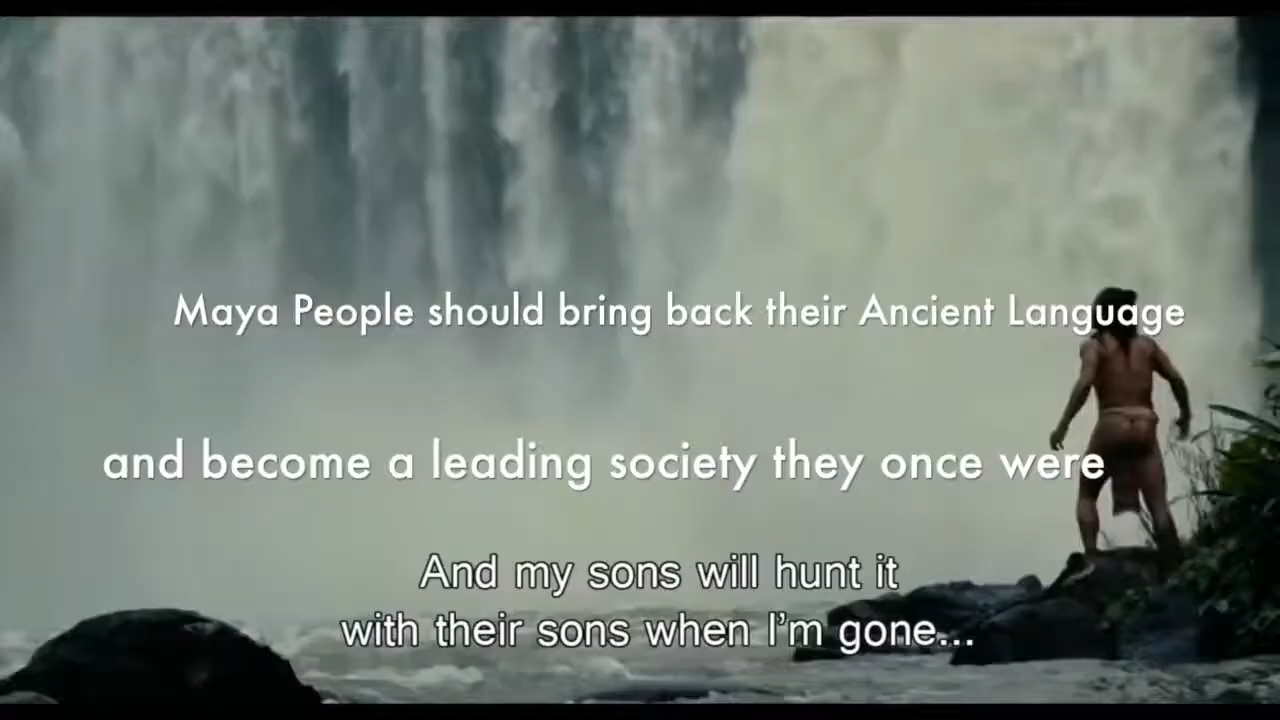 Maya People should bring back their Ancient Language
and become a leading society they once were
And my sons will hunt it
with their sons when I'm gone...